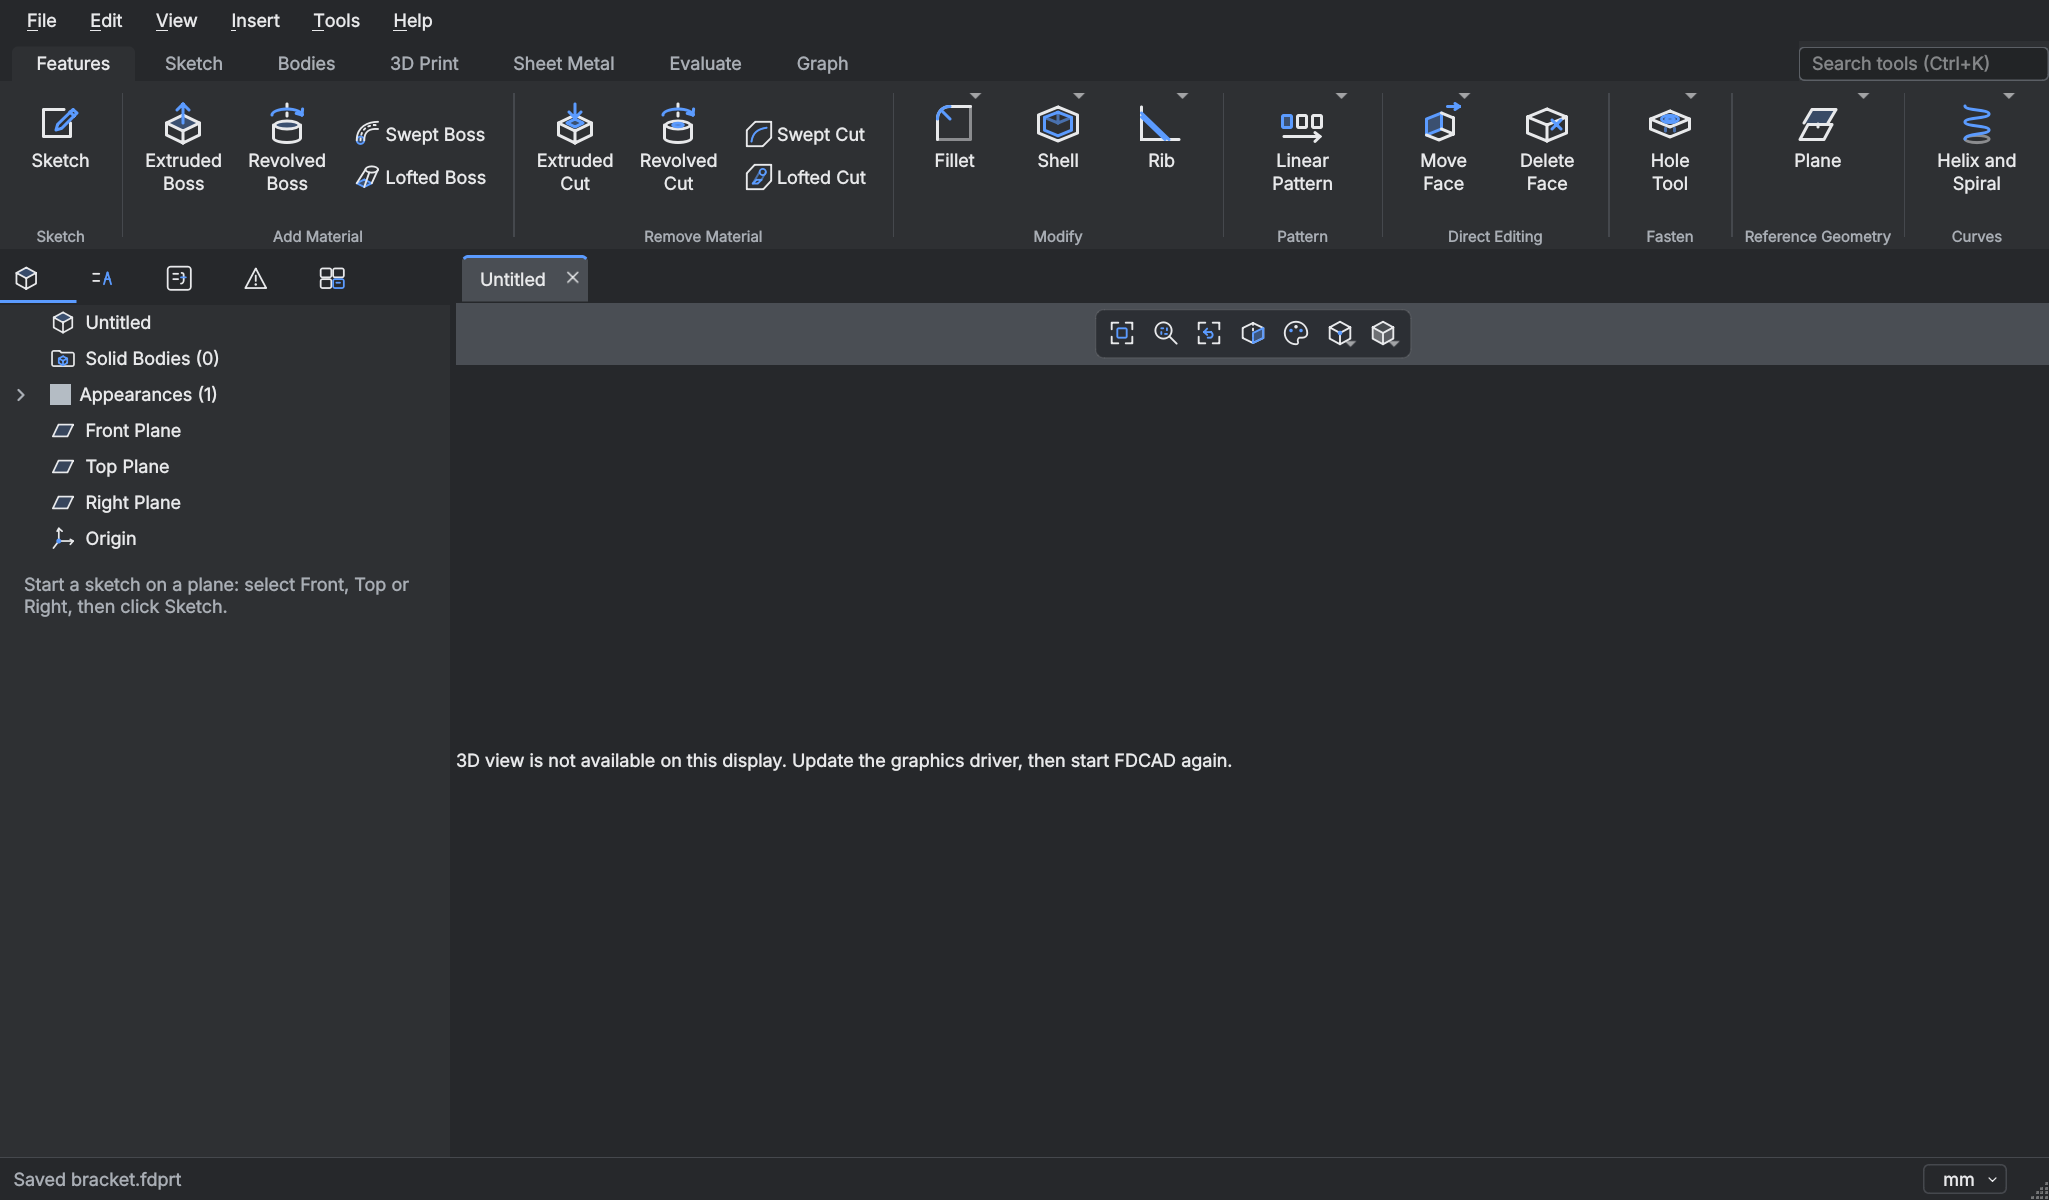 File Edit View Insert Tools Help
Features Sketch Bodies 3D Print Sheet Metal Evaluate Graph Search tools (Ctrl+K)
Sketch
Extruded Boss
Revolved Boss
Swept Boss
Lofted Boss
Extruded Cut
Revolved Cut
Swept Cut
Lofted Cut
Fillet
Shell
Rib
Linear Pattern
Move Face
Delete Face
Hole Tool
Plane
Helix and Spiral
Sketch Add Material Remove Material Modify Pattern Direct Editing Fasten Reference Geometry Curves
A
Untitled
Solid Bodies (0)
Appearances (1)
Front Plane
Top Plane
Right Plane
Origin
Start a sketch on a plane: select Front, Top or
Right, then click Sketch.
Untitled
3D view is not available on this display. Update the graphics driver, then start FDCAD again.
Saved bracket.fdprt
mm